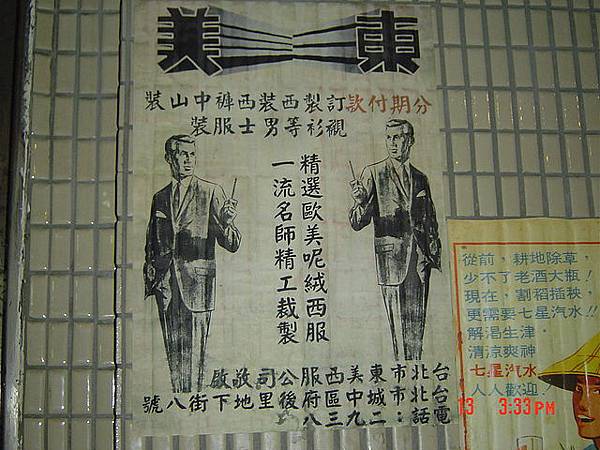 東美
分期付款訂製西裝西褲中山裝
襯衫等男士服裝
精選歐美呢絨西服
一流名師精工裁製
台北市東美西服公司敬啟
台北市城中區府後里地下街八號
電話：二九三八
從前，耕地除草，
少不了老酒大瓶！
現在，割稻插秧，
更需要七星汽水!!
解渴生津，
清涼爽神
七星汽水
人人歡迎
13 3:33PM